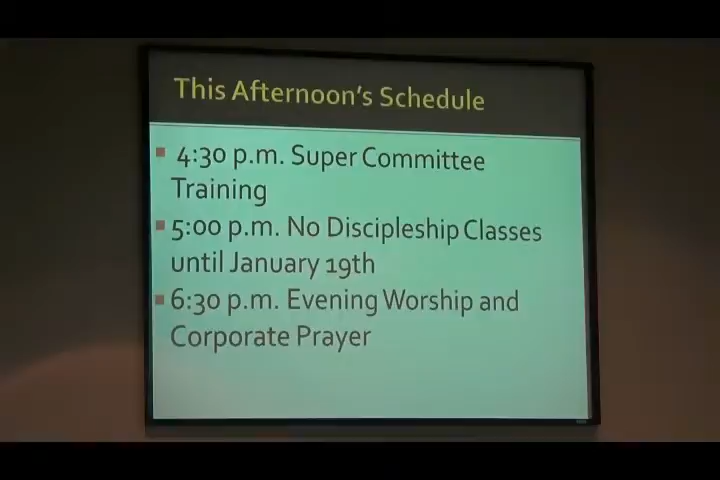 This Afternoon's Schedule
4:30 p.m. Super Committee
Training
5:00 p.m. No Discipleship Classes
until January 19th
6:30 p.m. Evening Worship and
Corporate Prayer